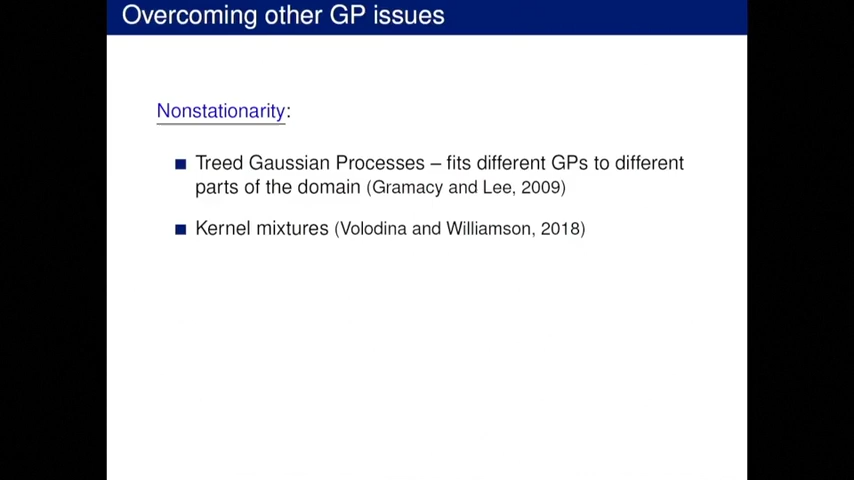 Overcoming other GP issues
Nonstationarity:
Treed Gaussian Processes – fits different GPs to different
parts of the domain (Gramacy and Lee, 2009)
Kernel mixtures (Volodina and Williamson, 2018)